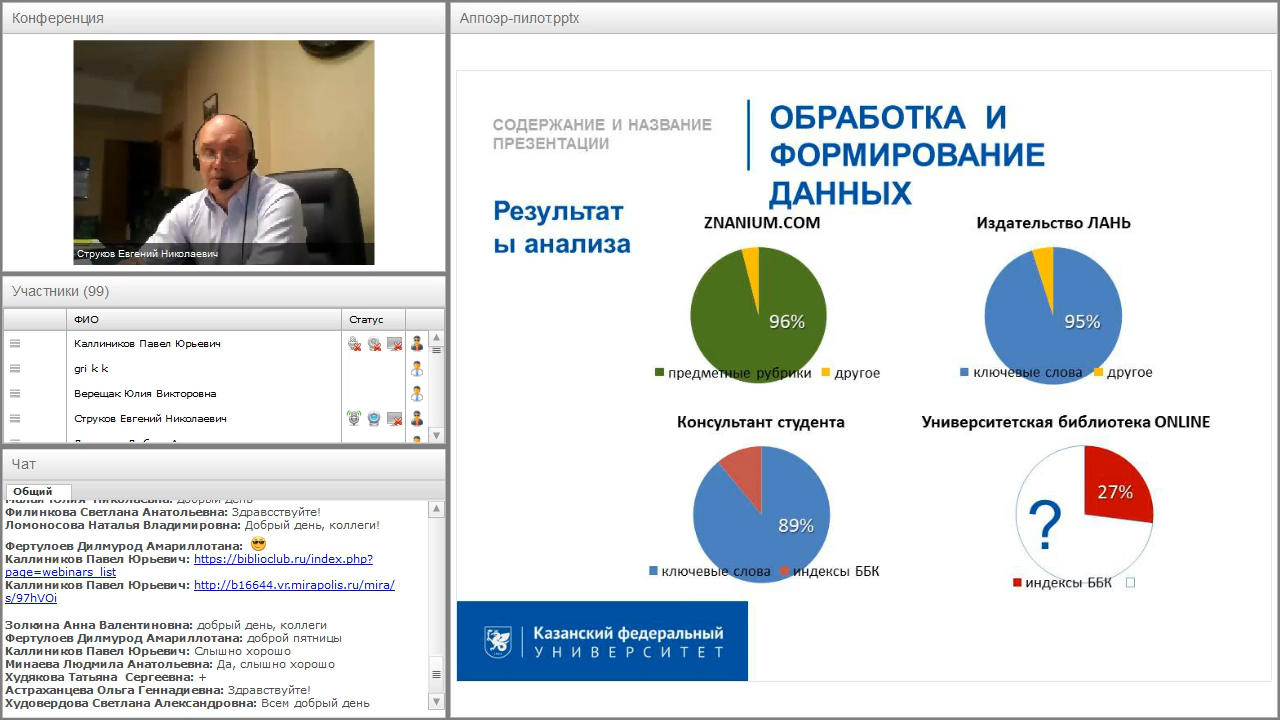 Конференция
Струков Евгений Николаевич
Участники (99)
ФИО
Статус
Каллиников Павел Юрьевич
gri k k
Верещак Юлия Викторовна
Струков Евгений Николаевич
Чат
Общий
Малай Юлия Николаевна: Добрый день
Филинкова Светлана Анатольевна: Здравсствуйте!
Ломоносова Наталья Владимировна: Добрый день, коллеги!
Фертулоев Дилмурод Амариллотана:
Каллиников Павел Юрьевич: https://biblioclub.ru/index.php?
page=webinars_list
Каллиников Павел Юрьевич: http://b16644.vr.mirapolis.ru/mira/
s/97hVOi
Золкина Анна Валентиновна: добрый день, коллеги
Фертулоев Дилмурод Амариллотана: доброй пятницы
Каллиников Павел Юрьевич: Слышно хорошо
Минаева Людмила Анатольевна: Да, слышно хорошо
Худякова Татьяна Сергеевна: +
Астраханцева Ольга Геннадиевна: Здравствуйте!
Худовердова Светлана Александровна: Всем добрый день
Аппоэр-пилот.pptx
СОДЕРЖАНИЕ И НАЗВАНИЕ
ПРЕЗЕНТАЦИИ
ОБРАБОТКА И
ФОРМИРОВАНИЕ
ДАННЫХ
Результат
ы анализа
ZNANIUM.COM
96%
предметные рубрики другое
Издательство ЛАНЬ
95%
ключевые слова другое
Консультант студента
89%
ключевые слова индексы ББК
Университетская библиотека ONLINE
27%
?
индексы ББК
Казанский федеральный
УНИВЕРСИТЕТ